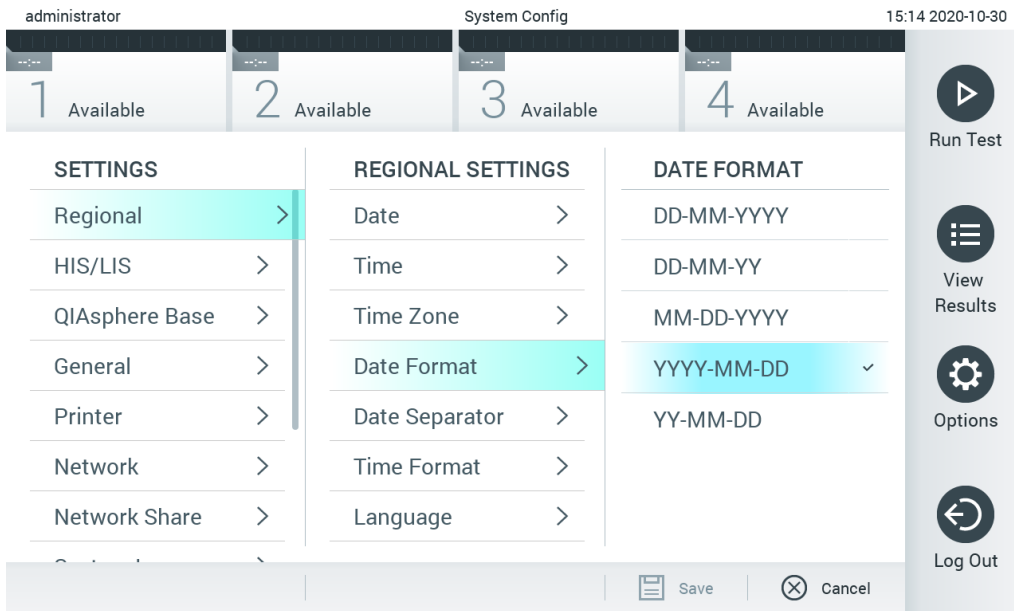 administrator
System Config
15:14 2020-10-30
--:--
--:--
--:--
--:--
1 Available
2 Available
3 Available
4 Available
Run Test
View
Results
Options
Log Out
SETTINGS
Regional
HIS/LIS
QIAsphere Base
General
Printer
Network
Network Share
REGIONAL SETTINGS
Date
Time
Time Zone
Date Format
Date Separator
Time Format
Language
DATE FORMAT
DD-MM-YYYY
DD-MM-YY
MM-DD-YYYY
YYYY-MM-DD
YY-MM-DD
Save
Cancel